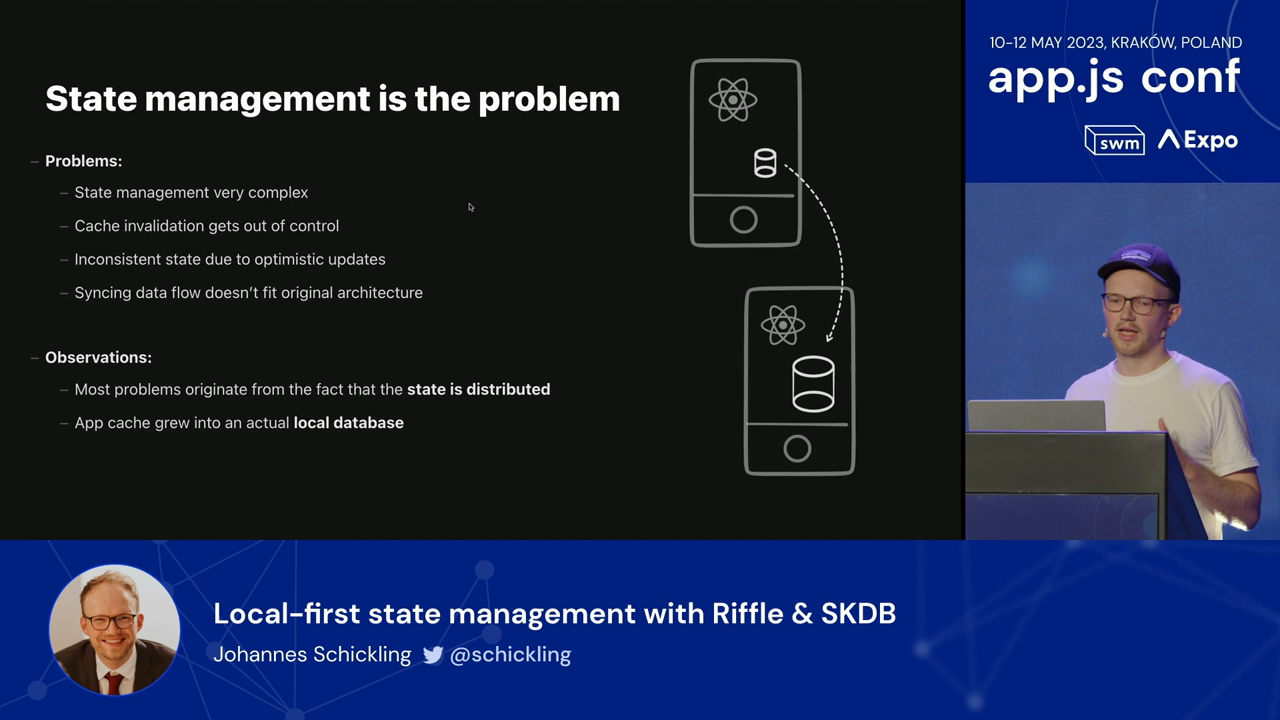 State management is the problem
– Problems:
– State management very complex
– Cache invalidation gets out of control
– Inconsistent state due to optimistic updates
– Syncing data flow doesn’t fit original architecture
– Observations:
– Most problems originate from the fact that the state is distributed
– App cache grew into an actual local database
10–12 MAY 2023, KRAKÓW, POLAND
app.js conf
swm Expo
Local-first state management with Riffle & SKDB
Johannes Schickling @schickling